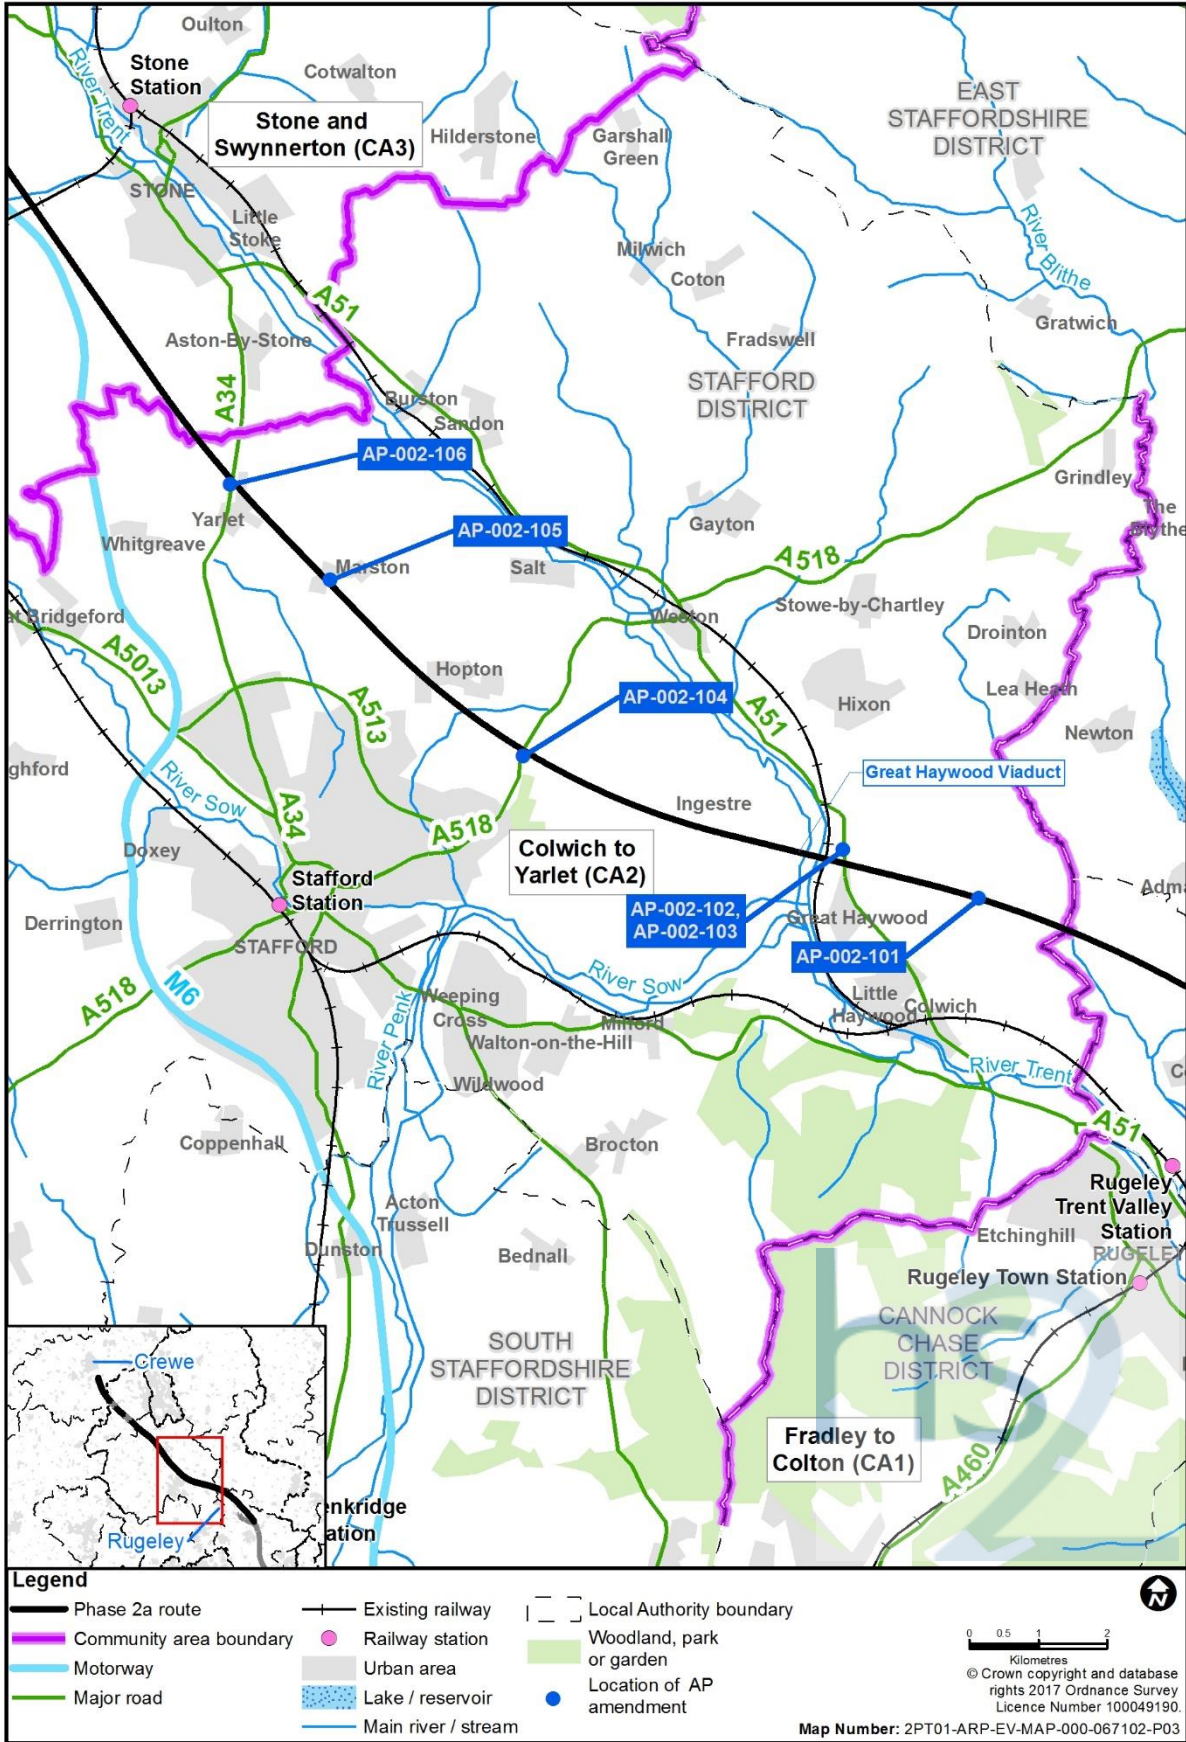 Oulton
Stone
Station
Cotwalton
River Trent
Stone and
Swynnerton (CA3)
Hilderstone
Garshall
Green
EAST
STAFFORDSHIRE
DISTRICT
STONE
Little
Stoke
Milwich
Coton
River Blithe
A51
Gratwich
Aston-By-Stone
Fradswell
STAFFORD
DISTRICT
A34
Burston
Sandon
AP-002-106
Grindley
Yarlet
The
Blythe
Whitgreave
AP-002-105
Gayton
Marston
Salt
A518
at Bridgeford
Weston
Stowe-by-Chartley
Drointon
A5013
Hopton
Lea Heath
AP-002-104
A513
Hixon
A51
Newton
ghford
River Sow
Great Haywood Viaduct
A34
Ingestre
A518
Doxey
Colwich to
Yarlet (CA2)
Stafford
Station
Adma
Derrington
AP-002-102,
AP-002-103
Great Haywood
STAFFORD
AP-002-101
A518
M6
River Sow
River Penk
Weeping
Cross
Little
Haywood
Colwich
Milford
Walton-on-the-Hill
River Trent
Wildwood
Co
Coppenhall
Brocton
A51
Rugeley
Trent Valley
Station
Acton
Trussell
Etchinghill
Dunston
Bednall
RUGELEY
Rugeley Town Station
SOUTH
STAFFORDSHIRE
DISTRICT
CANNOCK
CHASE
DISTRICT
hs2
Crewe
Fradley to
Colton (CA1)
A460
enkridge
ation
Rugeley
Legend
Phase 2a route
Community area boundary
Motorway
Major road
Existing railway
Railway station
Urban area
Lake / reservoir
Main river / stream
Local Authority boundary
Woodland, park
or garden
Location of AP
amendment
N
0 0.5 1 2
Kilometres
© Crown copyright and database
rights 2017 Ordnance Survey
Licence Number 100049190.
Map Number: 2PT01-ARP-EV-MAP-000-067102-P03